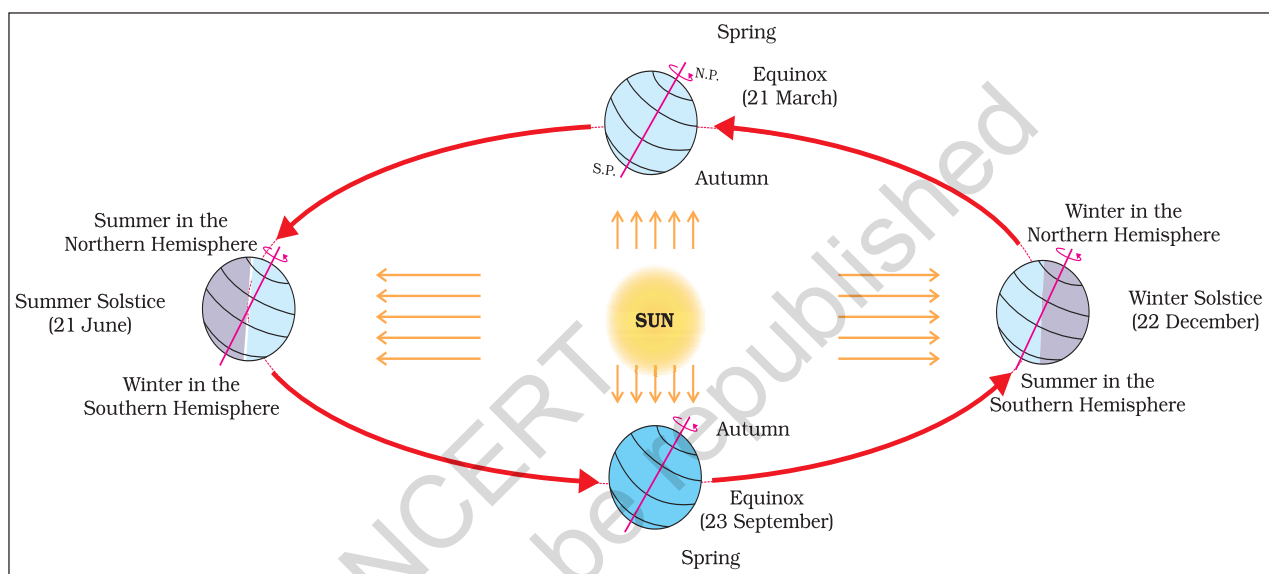 Spring
N.P.
Equinox
(21 March)
S.P.
Autumn
Summer in the
Northern Hemisphere
Winter in the
Northern Hemisphere
Summer Solstice
(21 June)
SUN
Winter Solstice
(22 December)
Winter in the
Southern Hemisphere
Summer in the
Southern Hemisphere
Autumn
Equinox
(23 September)
Spring
NCERT
be republished